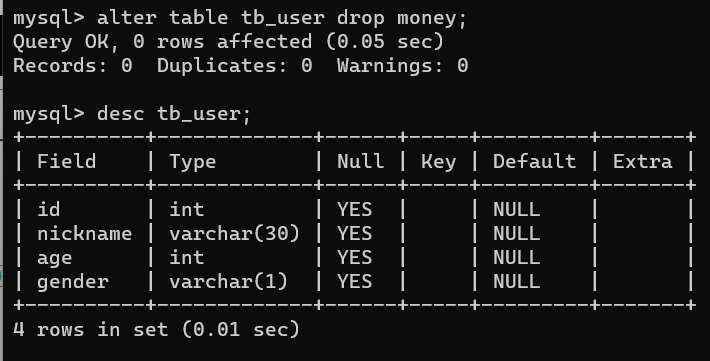 mysql> alter table tb_user drop money;
Query OK, 0 rows affected (0.05 sec)
Records: 0  Duplicates: 0  Warnings: 0

mysql> desc tb_user;
+----------+-------------+------+-----+---------+-------+
| Field    | Type        | Null | Key | Default | Extra |
+----------+-------------+------+-----+---------+-------+
| id       | int         | YES  |     | NULL    |       |
| nickname | varchar(30) | YES  |     | NULL    |       |
| age      | int         | YES  |     | NULL    |       |
| gender   | varchar(1)  | YES  |     | NULL    |       |
+----------+-------------+------+-----+---------+-------+
4 rows in set (0.01 sec)